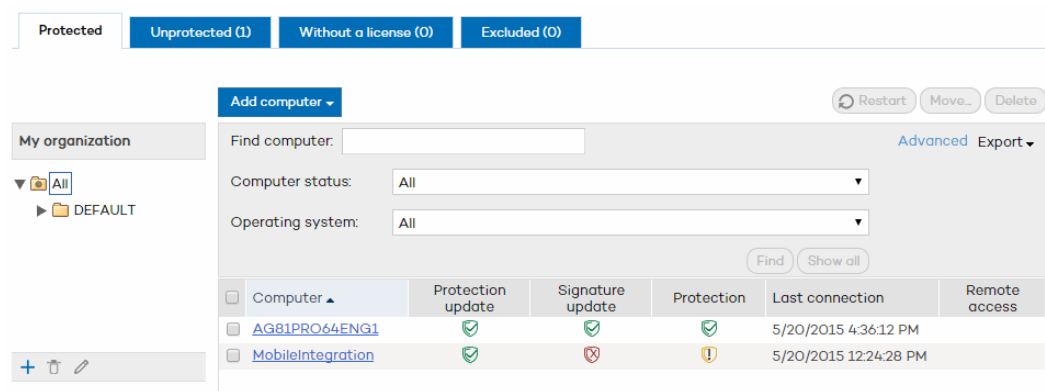 Protected Unprotected (1) Without a license (0) Excluded (0)
Add computer Restart Move... Delete
My organization
Find computer: Advanced Export
All
Computer status: All
DEFAULT
Operating system: All
Find Show all
Computer Protection update Signature update Protection Last connection Remote access
AG81PRO64ENG1 5/20/2015 4:36:12 PM
MobileIntegration 5/20/2015 12:24:28 PM